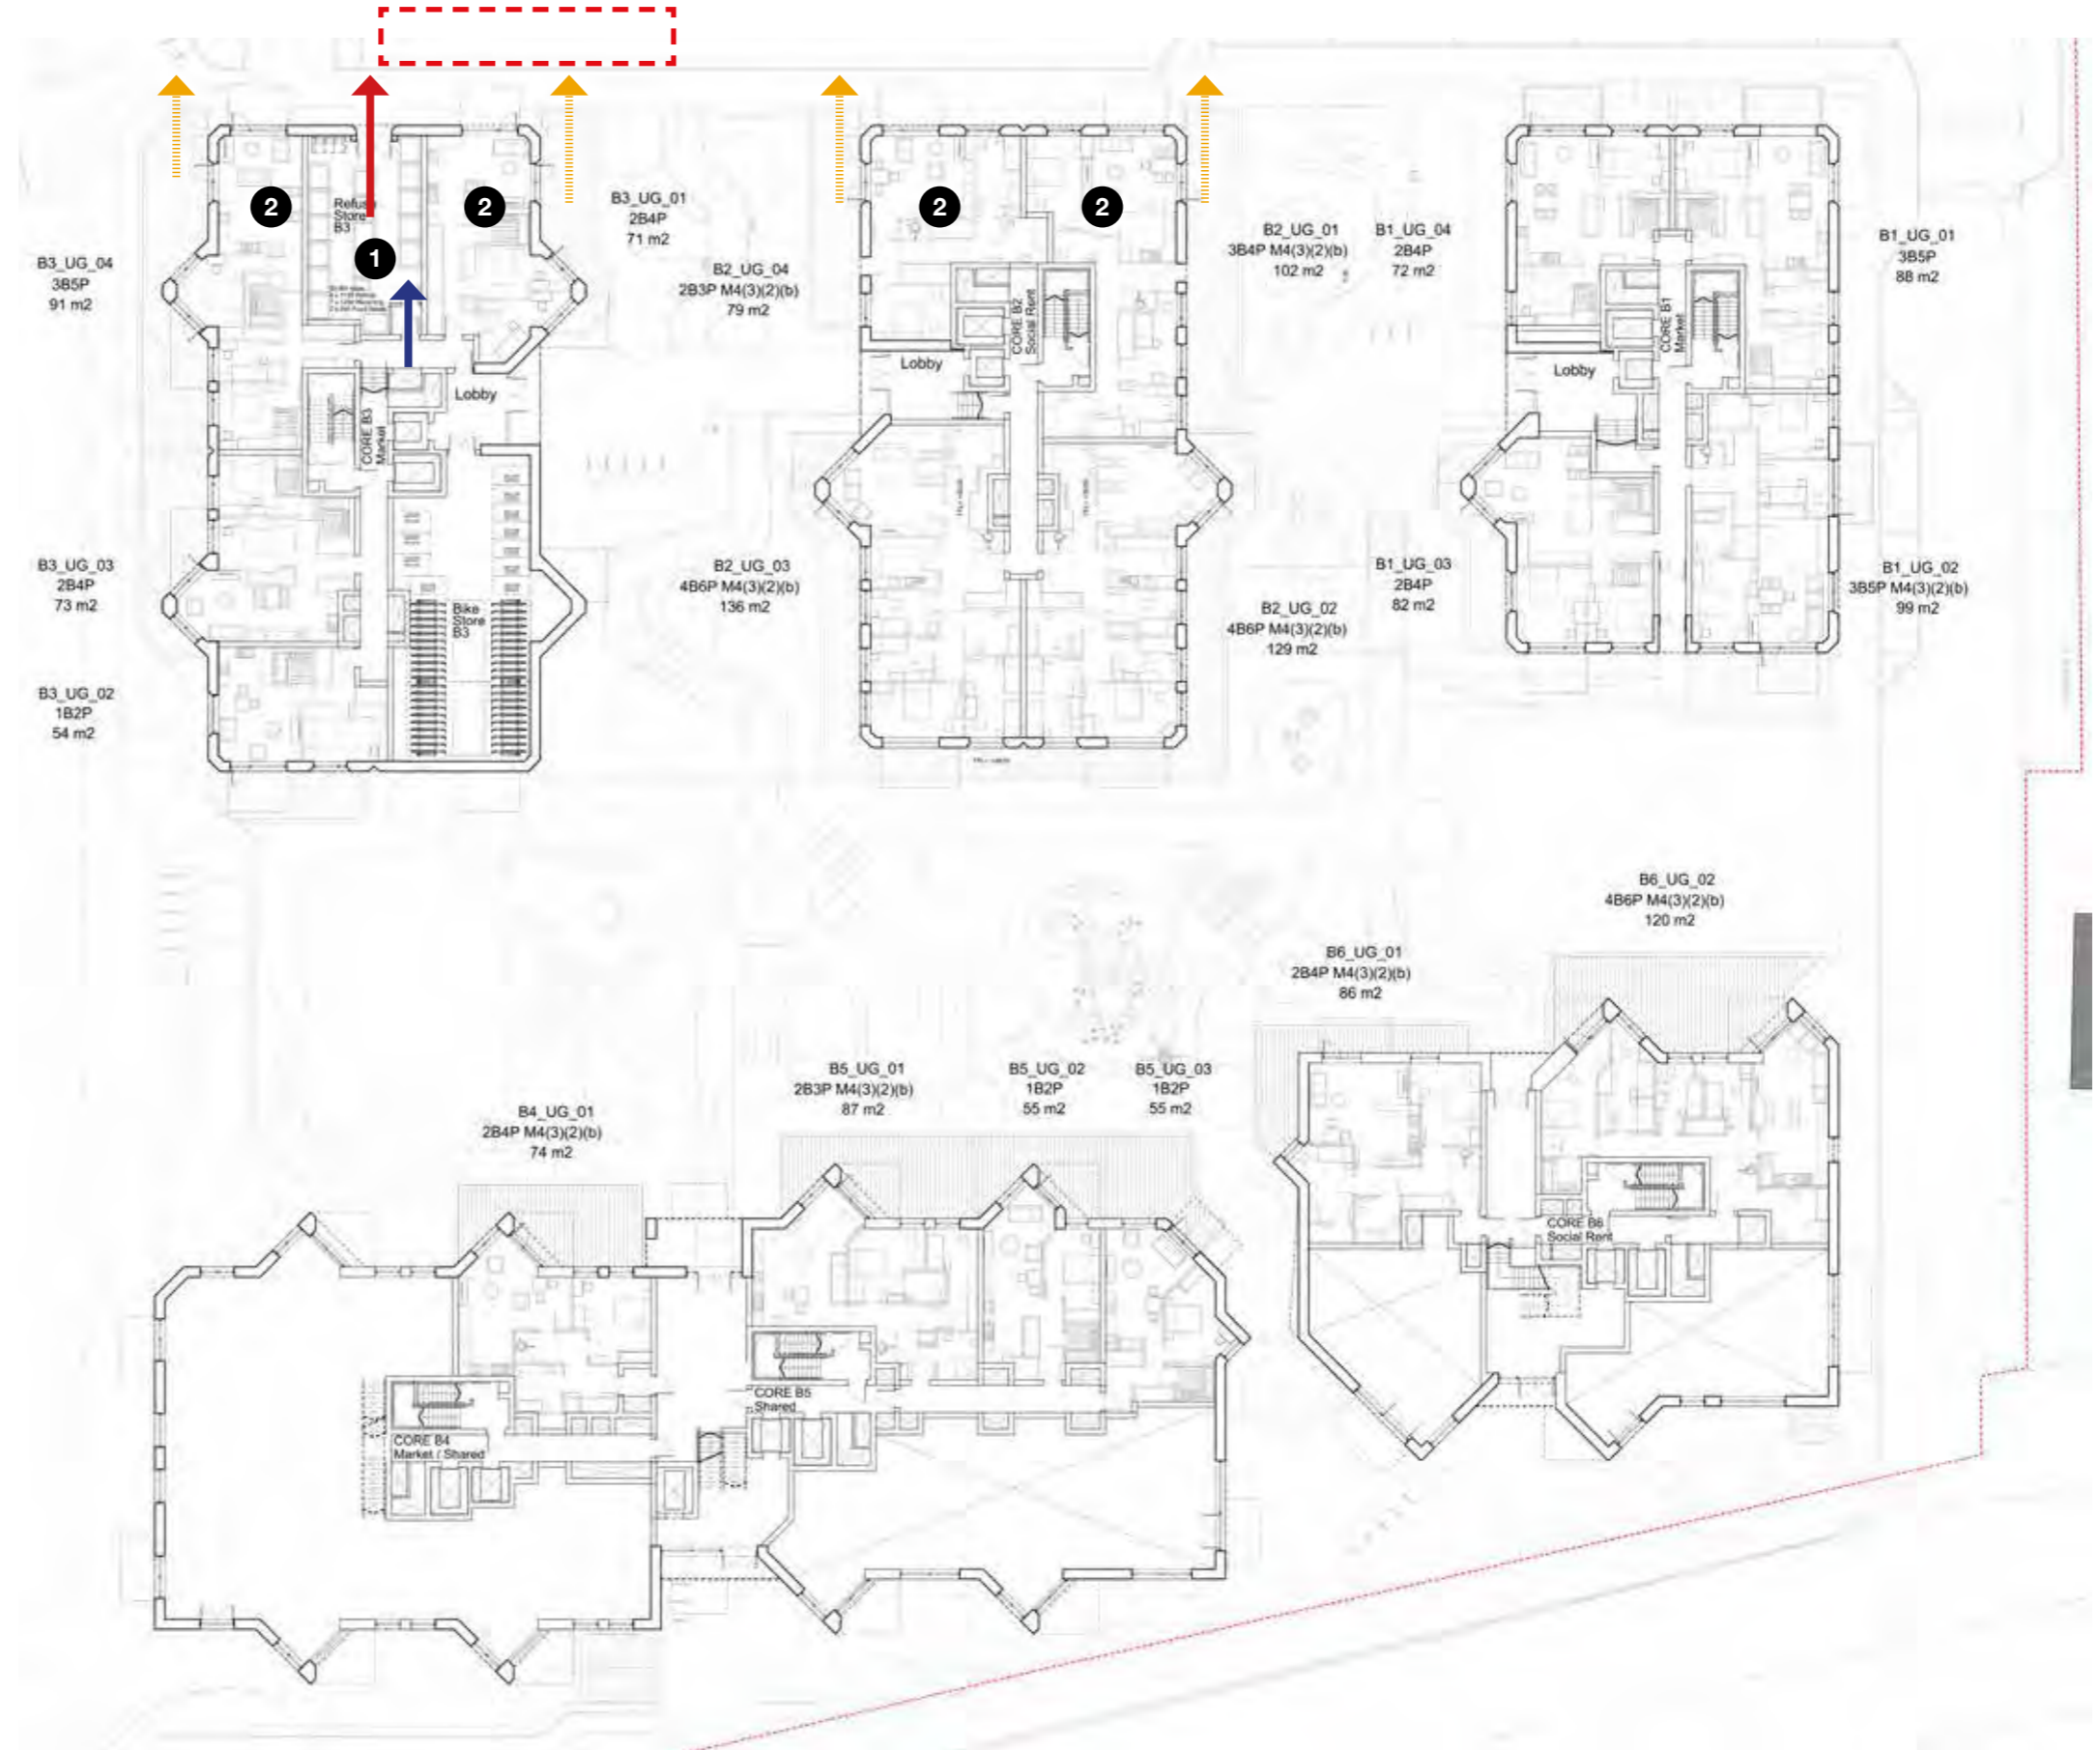 2
Refuse
Store
B3
2
1
B3_UG_01
2B4P
71 m2
B3_UG_04
3B5P
91 m2
Lobby
CORE B3
Market
B3_UG_03
2B4P
73 m2
Bike
Store
B3
B3_UG_02
1B2P
54 m2
2
2
B2_UG_04
2B3P M4(3)(2)(b)
79 m2
B2_UG_01
3B4P M4(3)(2)(b)
102 m2
Lobby
CORE B2
Social Rent
B2_UG_03
4B6P M4(3)(2)(b)
136 m2
B2_UG_02
4B6P M4(3)(2)(b)
129 m2
B1_UG_04
2B4P
72 m2
B1_UG_01
3B5P
88 m2
Lobby
CORE B1
Market
B1_UG_03
2B4P
82 m2
B1_UG_02
3B5P M4(3)(2)(b)
99 m2
B6_UG_02
4B6P M4(3)(2)(b)
120 m2
B6_UG_01
2B4P M4(3)(2)(b)
86 m2
B5_UG_01
2B3P M4(3)(2)(b)
87 m2
B5_UG_02
1B2P
55 m2
B5_UG_03
1B2P
55 m2
B4_UG_01
2B4P M4(3)(2)(b)
74 m2
CORE B6
Social Rent
CORE B5
Shared
CORE B4
Market / Shared